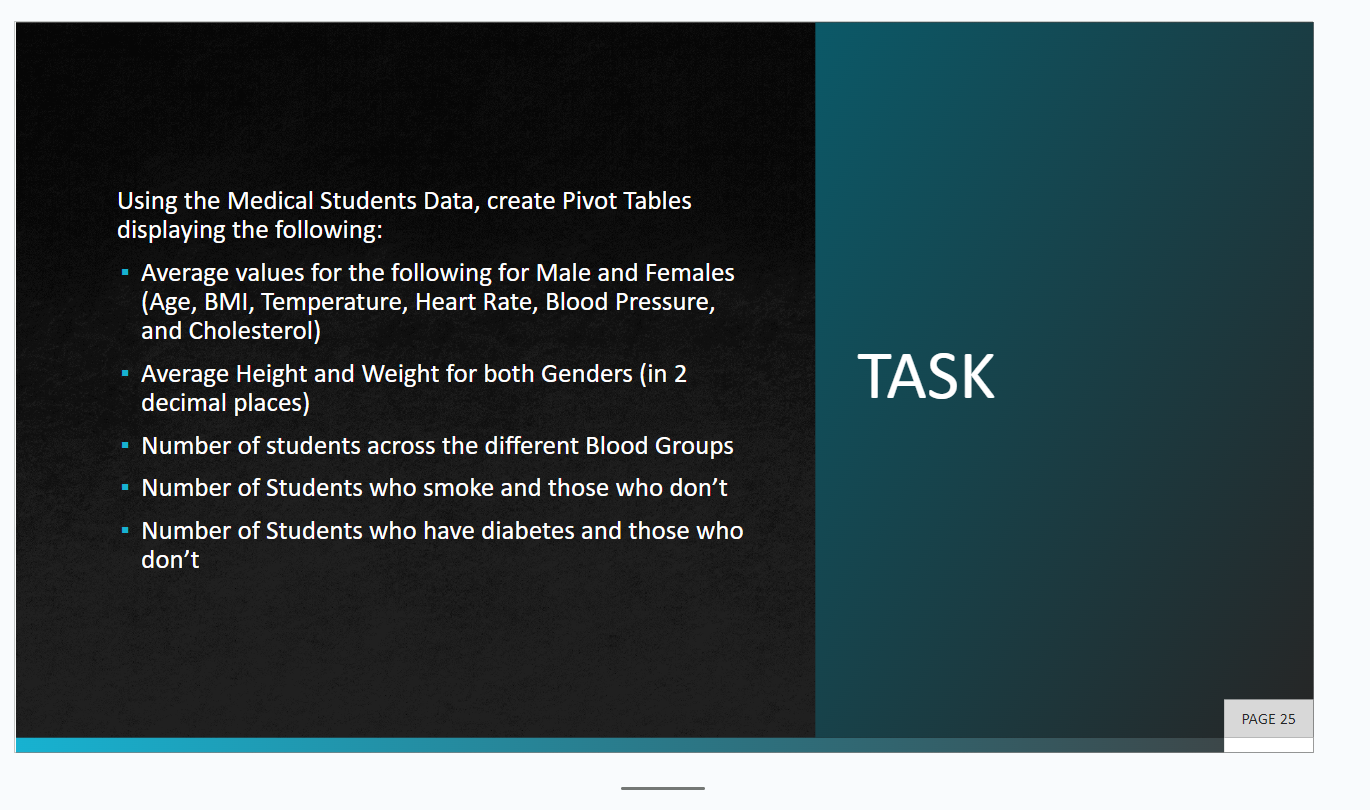 Using the Medical Students Data, create Pivot Tables
displaying the following:
▪ Average values for the following for Male and Females
(Age, BMI, Temperature, Heart Rate, Blood Pressure,
and Cholesterol)
▪ Average Height and Weight for both Genders (in 2
decimal places)
▪ Number of students across the different Blood Groups
▪ Number of Students who smoke and those who don’t
▪ Number of Students who have diabetes and those who
don’t
TASK
PAGE 25